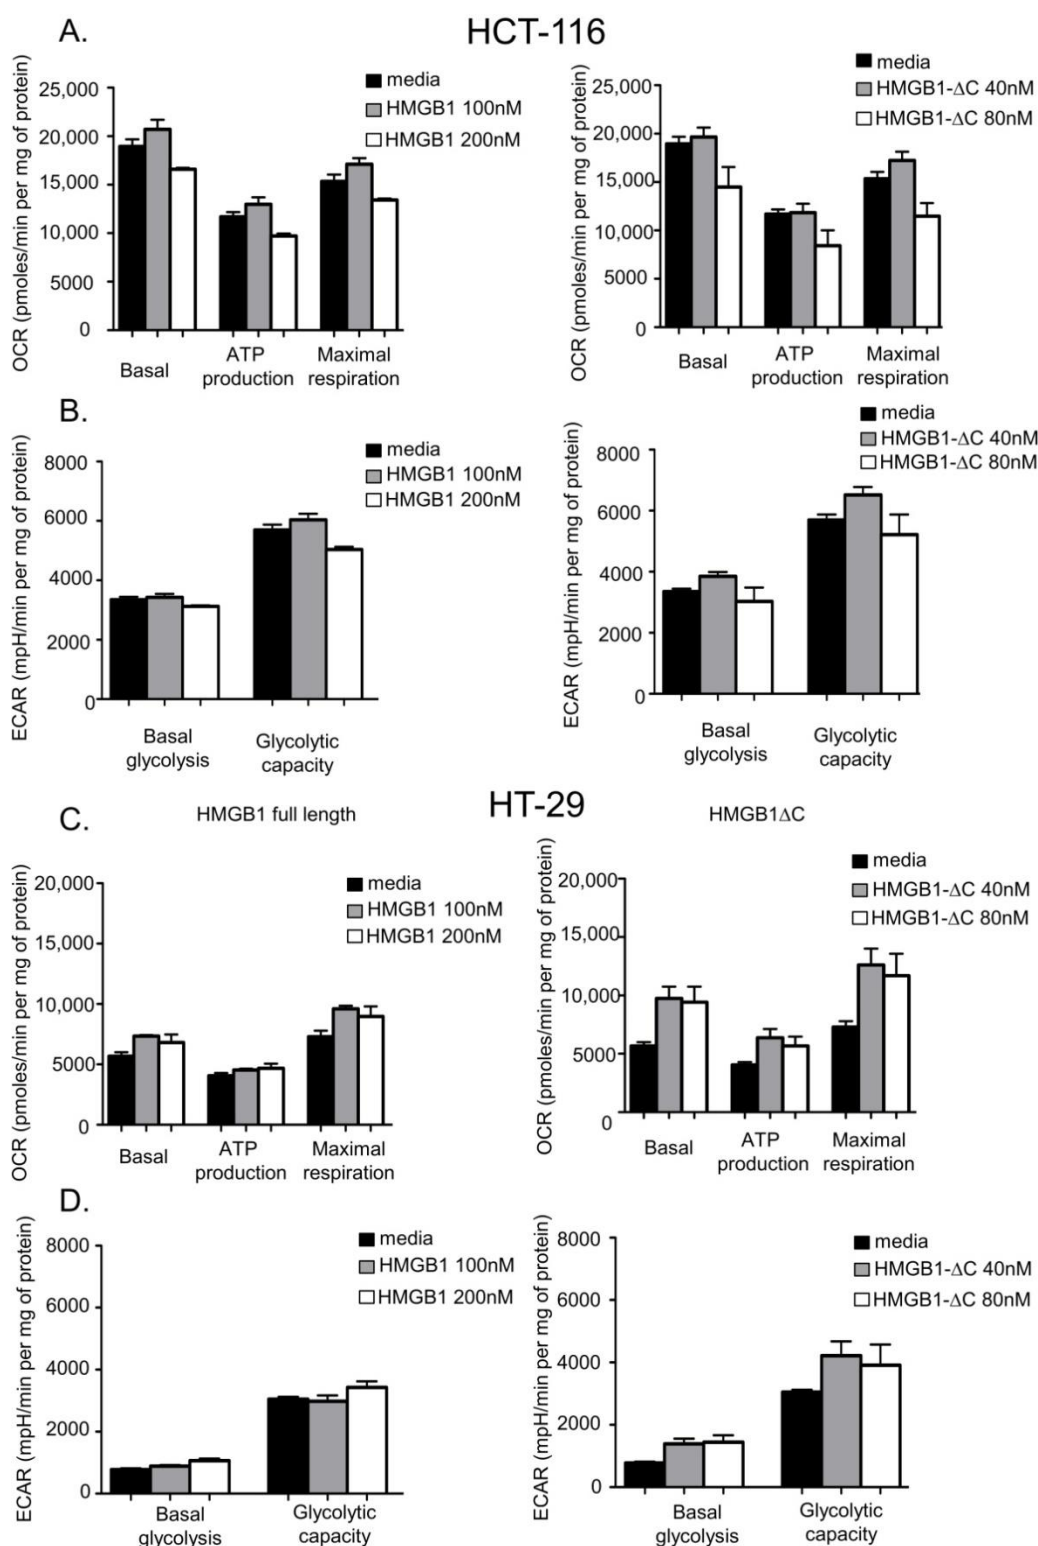 A.
HCT-116
OCR (pmoles/min per mg of protein)
25,000
20,000
15,000
10,000
5000
0
media
HMGB1 100nM
HMGB1 200nM
Basal
ATP
production
Maximal
respiration
OCR (pmoles/min per mg of protein)
25,000
20,000
15,000
10,000
5000
0
media
HMGB1-ΔC 40nM
HMGB1-ΔC 80nM
Basal
ATP
production
Maximal
respiration
B.
ECAR (mpH/min per mg of protein)
8000
6000
4000
2000
0
media
HMGB1 100nM
HMGB1 200nM
Basal
glycolysis
Glycolytic
capacity
ECAR (mpH/min per mg of protein)
8000
6000
4000
2000
0
media
HMGB1-ΔC 40nM
HMGB1-ΔC 80nM
Basal
glycolysis
Glycolytic
capacity
C.
HMGB1 full length
HT-29
HMGB1ΔC
OCR (pmoles/min per mg of protein)
20,000
15,000
10,000
5000
0
media
HMGB1 100nM
HMGB1 200nM
Basal
ATP
production
Maximal
respiration
OCR (pmoles/min per mg of protein)
20,000
15,000
10,000
5000
0
media
HMGB1-ΔC 40nM
HMGB1-ΔC 80nM
Basal
ATP
production
Maximal
respiration
D.
ECAR (mpH/min per mg of protein)
8000
6000
4000
2000
0
media
HMGB1 100nM
HMGB1 200nM
Basal
glycolysis
Glycolytic
capacity
ECAR (mpH/min per mg of protein)
8000
6000
4000
2000
0
media
HMGB1-ΔC 40nM
HMGB1-ΔC 80nM
Basal
glycolysis
Glycolytic
capacity